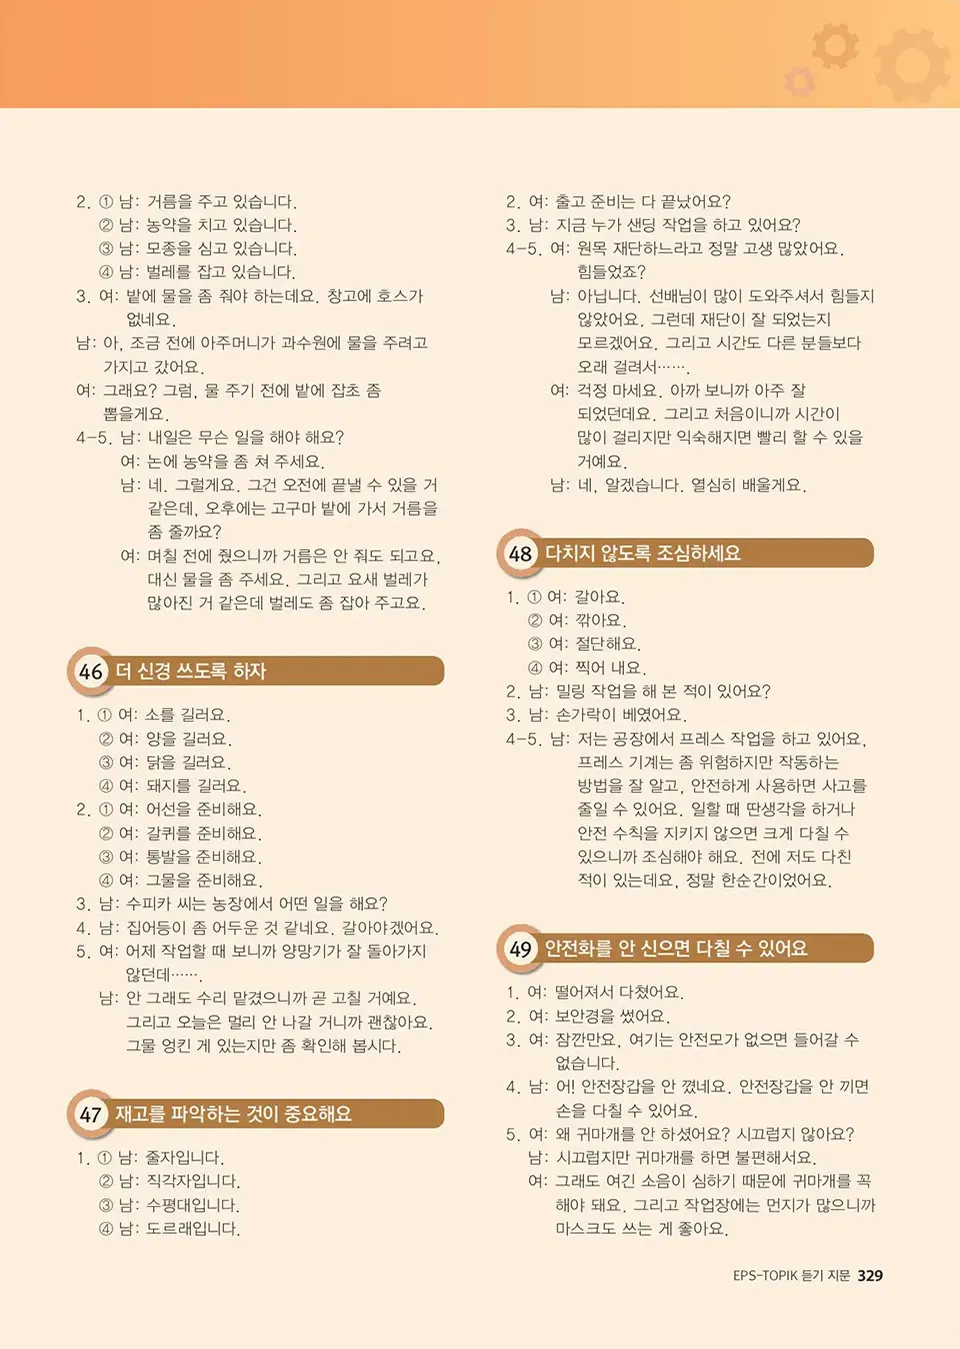 2. ① 남: 거름을 주고 있습니다.
② 남: 농약을 치고 있습니다.
③ 남: 모종을 심고 있습니다.
④ 남: 벌레를 잡고 있습니다.
3. 여: 밭에 물을 좀 줘야 하는데요. 창고에 호스가
없네요.
남: 아, 조금 전에 아주머니가 과수원에 물을 주려고
가지고 갔어요.
여: 그래요? 그럼, 물 주기 전에 밭에 잡초 좀
뽑을게요.
4-5. 남: 내일은 무슨 일을 해야 해요?
여: 논에 농약을 좀 쳐 주세요.
남: 네. 그럴게요. 그건 오전에 끝낼 수 있을 거
같은데, 오후에는 고구마 밭에 가서 거름을
좀 줄까요?
여: 며칠 전에 줬으니까 거름은 안 줘도 되고요,
대신 물을 좀 주세요. 그리고 요새 벌레가
많아진 거 같은데 벌레도 좀 잡아 주고요.
46 더 신경 쓰도록 하자
1. ① 여: 소를 길러요.
② 여: 양을 길러요.
③ 여: 닭을 길러요.
④ 여: 돼지를 길러요.
2. ① 여: 어선을 준비해요.
② 여: 갈퀴를 준비해요.
③ 여: 통발을 준비해요.
④ 여: 그물을 준비해요.
3. 남: 수피카 씨는 농장에서 어떤 일을 해요?
4. 남: 집어등이 좀 어두운 것 같네요. 갈아야겠어요.
5. 여: 어제 작업할 때 보니까 양망기가 잘 돌아가지
않던데…….
남: 안 그래도 수리 맡겼으니까 곧 고칠 거예요.
그리고 오늘은 멀리 안 나갈 거니까 괜찮아요.
그물 엉킨 게 있는지만 좀 확인해 봅시다.
47 재고를 파악하는 것이 중요해요
1. ① 남: 줄자입니다.
② 남: 직각자입니다.
③ 남: 수평대입니다.
④ 남: 도르래입니다.
2. 여: 출고 준비는 다 끝났어요?
3. 남: 지금 누가 샌딩 작업을 하고 있어요?
4-5. 여: 원목 재단하느라고 정말 고생 많았어요.
힘들었죠?
남: 아닙니다. 선배님이 많이 도와주셔서 힘들지
않았어요. 그런데 재단이 잘 되었는지
모르겠어요. 그리고 시간도 다른 분들보다
오래 걸려서…….
여: 걱정 마세요. 아까 보니까 아주 잘
되었던데요. 그리고 처음이니까 시간이
많이 걸리지만 익숙해지면 빨리 할 수 있을
거예요.
남: 네, 알겠습니다. 열심히 배울게요.
48 다치지 않도록 조심하세요
1. ① 여: 갈아요.
② 여: 깎아요.
③ 여: 절단해요.
④ 여: 찍어 내요.
2. 남: 밀링 작업을 해 본 적이 있어요?
3. 남: 손가락이 베였어요.
4-5. 남: 저는 공장에서 프레스 작업을 하고 있어요,
프레스 기계는 좀 위험하지만 작동하는
방법을 잘 알고, 안전하게 사용하면 사고를
줄일 수 있어요. 일할 때 딴생각을 하거나
안전 수칙을 지키지 않으면 크게 다칠 수
있으니까 조심해야 해요. 전에 저도 다친
적이 있는데요, 정말 한순간이었어요.
49 안전화를 안 신으면 다칠 수 있어요
1. 여: 떨어져서 다쳤어요.
2. 여: 보안경을 썼어요.
3. 여: 잠깐만요, 여기는 안전모가 없으면 들어갈 수
없습니다.
4. 남: 어! 안전장갑을 안 꼈네요. 안전장갑을 안 끼면
손을 다칠 수 있어요.
5. 여: 왜 귀마개를 안 하셨어요? 시끄럽지 않아요?
남: 시끄럽지만 귀마개를 하면 불편해서요.
여: 그래도 여긴 소음이 심하기 때문에 귀마개를 꼭
해야 돼요. 그리고 작업장에는 먼지가 많으니까
마스크도 쓰는 게 좋아요.
EPS-TOPIK 듣기 지문 329